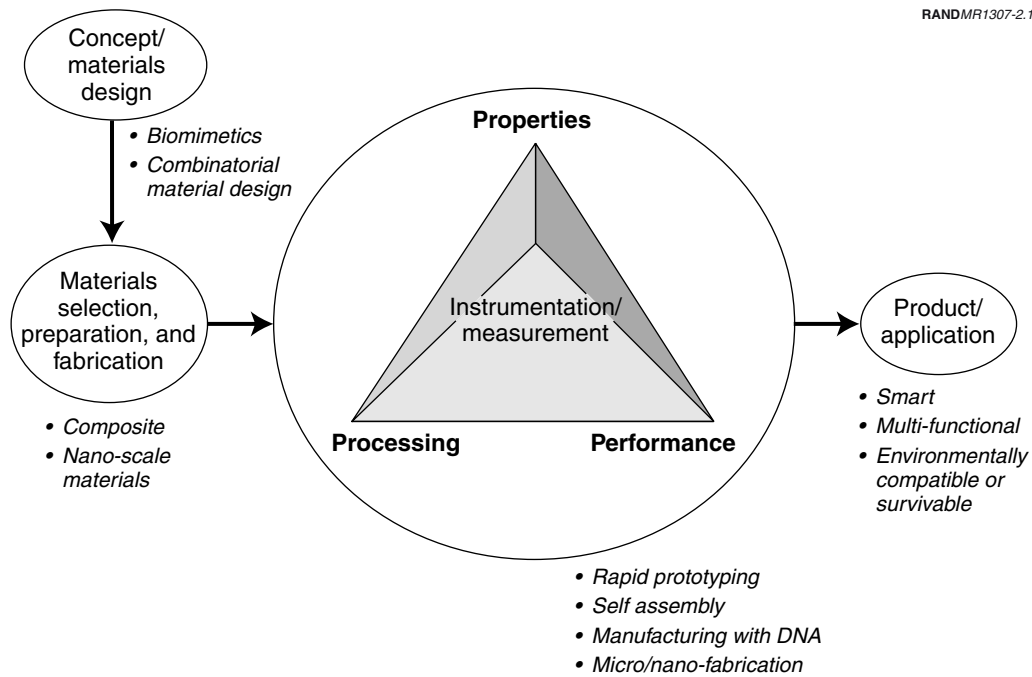 RANDMR1307-2.1
Concept/
materials
design
• Biomimetics
• Combinatorial
material design
Materials
selection,
preparation, and
fabrication
• Composite
• Nano-scale
materials
Properties
Instrumentation/
measurement
Processing
Performance
• Rapid prototyping
• Self assembly
• Manufacturing with DNA
• Micro/nano-fabrication
Product/
application
• Smart
• Multi-functional
• Environmentally
compatible or
survivable